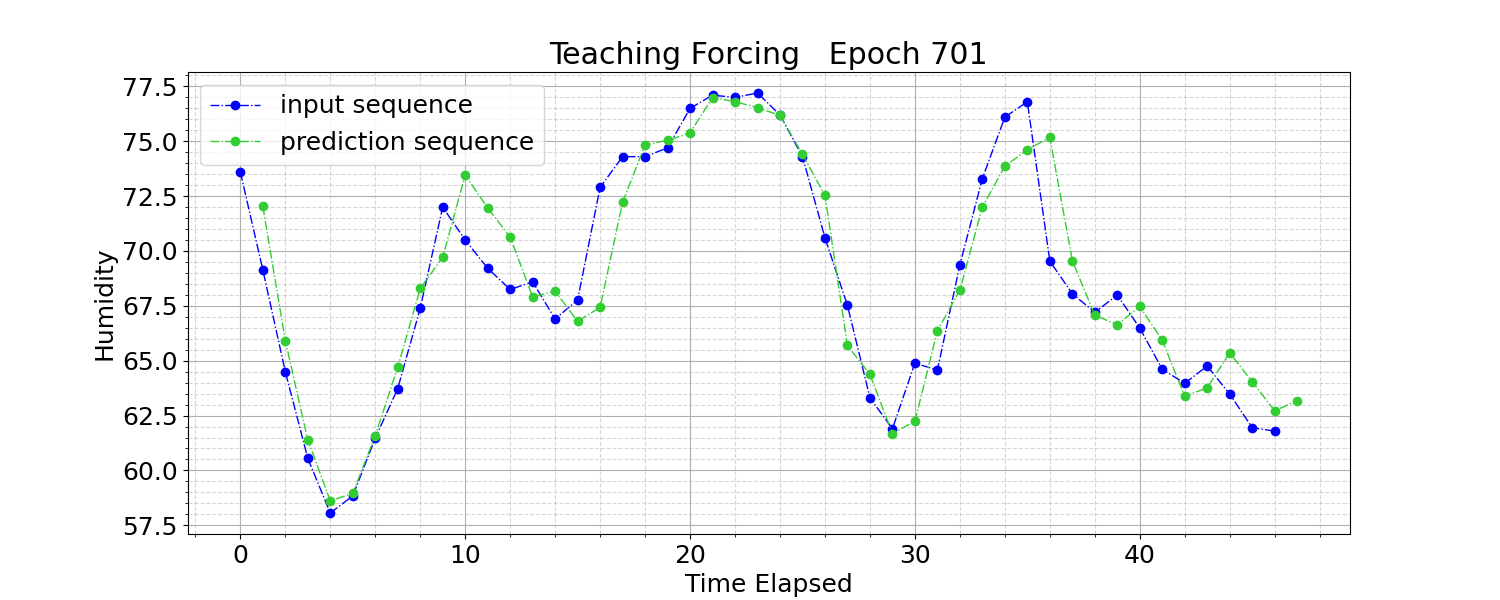 Teaching Forcing   Epoch 701
77.5
75.0
72.5
70.0
67.5
65.0
62.5
60.0
57.5
Humidity
input sequence
prediction sequence
0 10 20 30 40
Time Elapsed